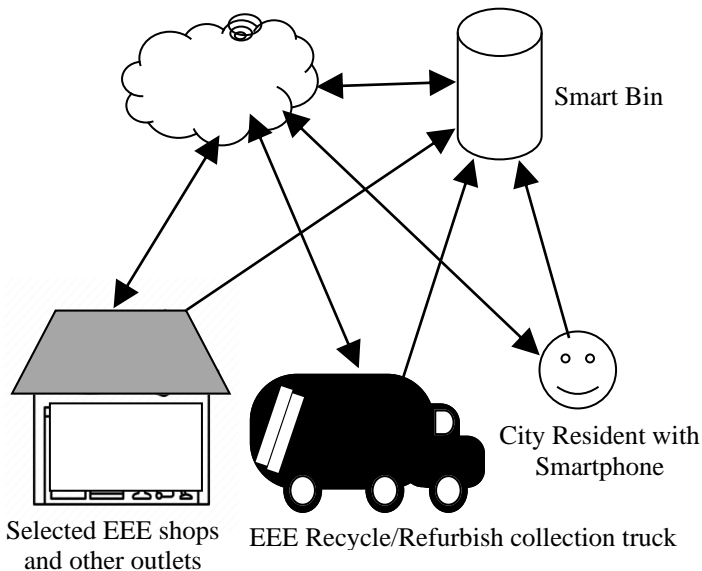 Smart Bin
City Resident with
Smartphone
Selected EEE shops
and other outlets
EEE Recycle/Refurbish collection truck